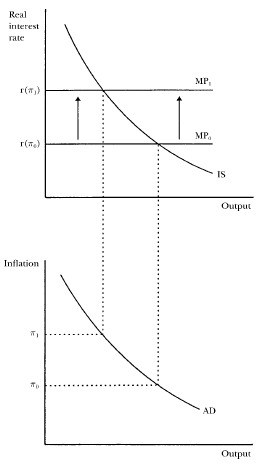 Real
interest
rate
MP₁
r(π₁)
MP₀
r(π₀)
IS
Output
Inflation
π₁
π₀
AD
Output